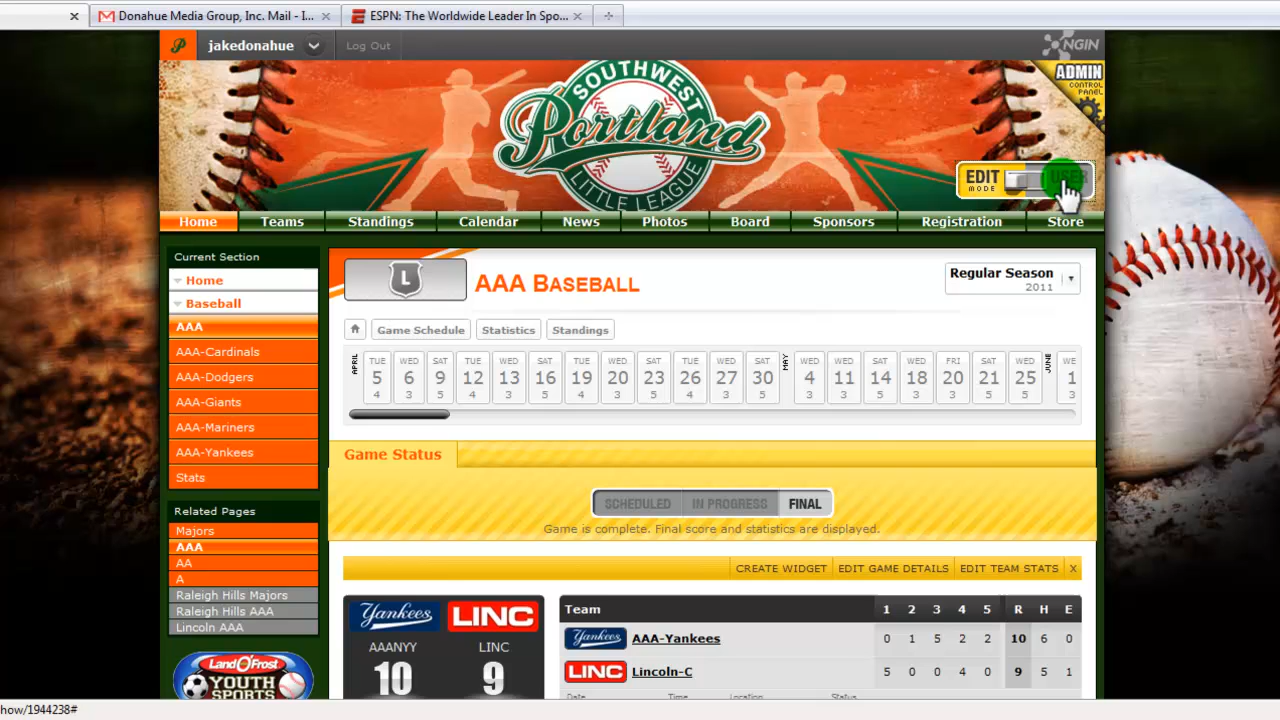 Donahue Media Group, Inc. Mail - I...
ESPN: The Worldwide Leader In Spo...
jakedonahue
Log Out
NGIN
ADMIN
CONTROL
PANEL
SOUTHWEST
Portland
LITTLE LEAGUE
EDIT
MODE
USER
Home Teams Standings Calendar News Photos Board Sponsors Registration Store
Current Section
Home
Baseball
AAA
AAA-Cardinals
AAA-Dodgers
AAA-Giants
AAA-Mariners
AAA-Yankees
Stats
Related Pages
Majors
AAA
AA
A
Raleigh Hills Majors
Raleigh Hills AAA
Lincoln AAA
Land O'Frost
YOUTH
SPORTS
L
AAA BASEBALL
Regular Season
2011
Game Schedule Statistics Standings
APRIL TUE 5 4 WED 6 3 SAT 9 5 TUE 12 4 WED 13 3 SAT 16 5 TUE 19 4 WED 20 3 SAT 23 5 TUE 26 4 WED 27 3 SAT 30 5 MAY WED 4 3 WED 11 3 SAT 14 5 WED 18 3 FRI 20 3 SAT 21 5 WED 25 3 JUNE WE 1 3
Game Status
SCHEDULED IN PROGRESS FINAL
Game is complete. Final score and statistics are displayed.
CREATE WIDGET EDIT GAME DETAILS EDIT TEAM STATS X
Yankees LINC
AAANYY LINC
10 9
Team 1 2 3 4 5 R H E
Yankees AAA-Yankees 0 1 5 2 2 10 6 0
LINC Lincoln-C 5 0 0 4 0 9 5 1
Date Time Location Status
how/1944238#